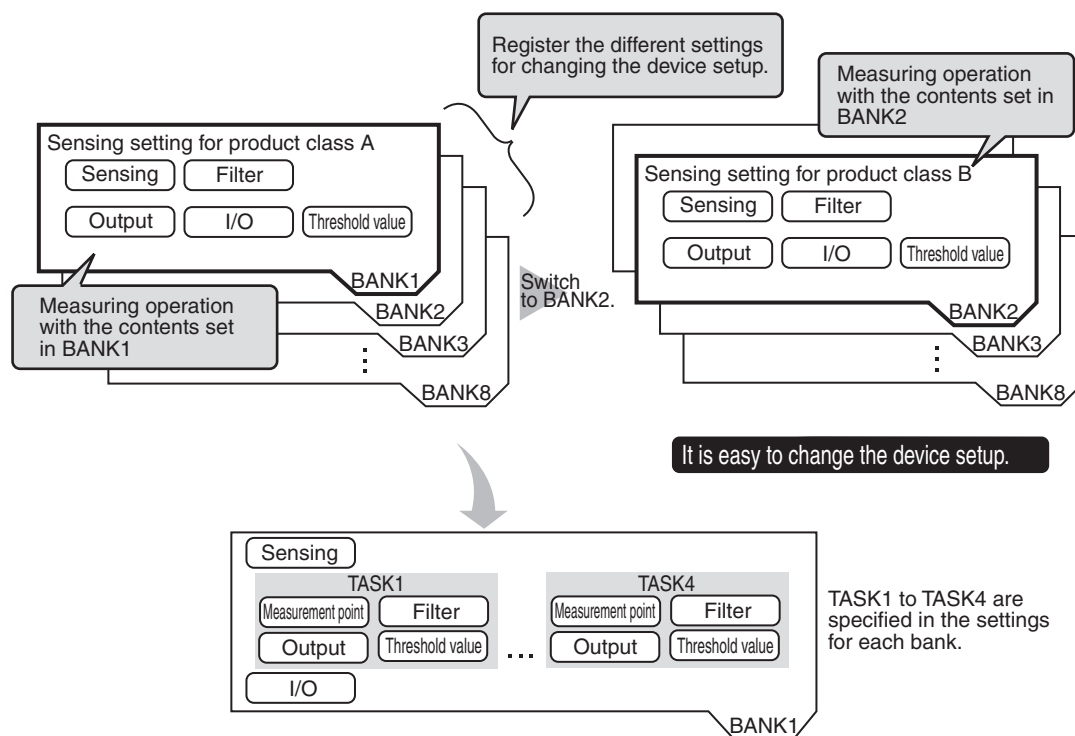 Register the different settings
for changing the device setup.
Measuring operation
with the contents set in
BANK2
Sensing setting for product class A
Sensing Filter
Output I/O Threshold value
BANK1
Measuring operation
with the contents set
in BANK1
BANK2
BANK3
⋮
BANK8
Switch
to BANK2.
Sensing setting for product class B
Sensing Filter
Output I/O Threshold value
BANK2
BANK3
⋮
BANK8
It is easy to change the device setup.
Sensing
TASK1
Measurement point Filter
Output Threshold value
...
TASK4
Measurement point Filter
Output Threshold value
I/O
BANK1
TASK1 to TASK4 are
specified in the settings
for each bank.